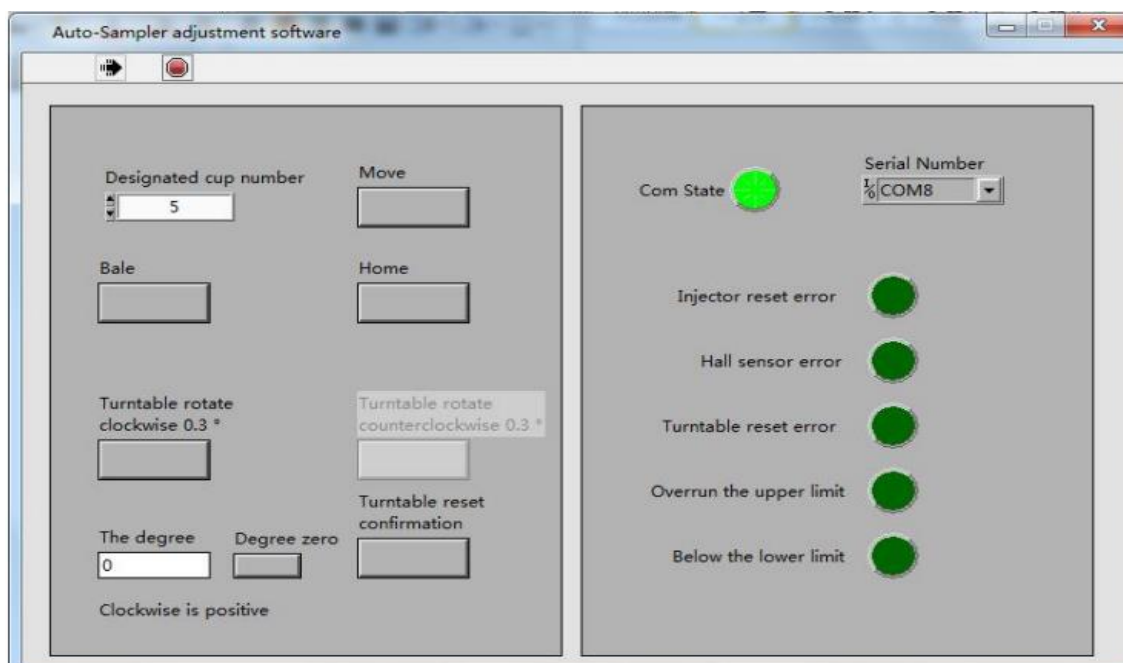 Auto-Sampler adjustment software
Designated cup number
5
Move
Bale
Home
Turntable rotate
clockwise 0.3 °
Turntable rotate
counterclockwise 0.3 °
Turntable reset
confirmation
The degree
0
Degree zero
Clockwise is positive
Com State
Serial Number
I/O COM8
Injector reset error
Hall sensor error
Turntable reset error
Overrun the upper limit
Below the lower limit